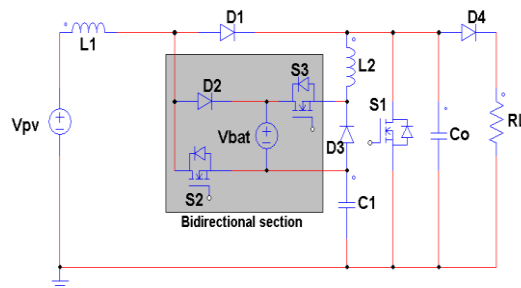 D1
D4
L1
S3
L2
D2
S1
Vpv
Vbat
D3
Co
RL
S2
C1
Bidirectional section